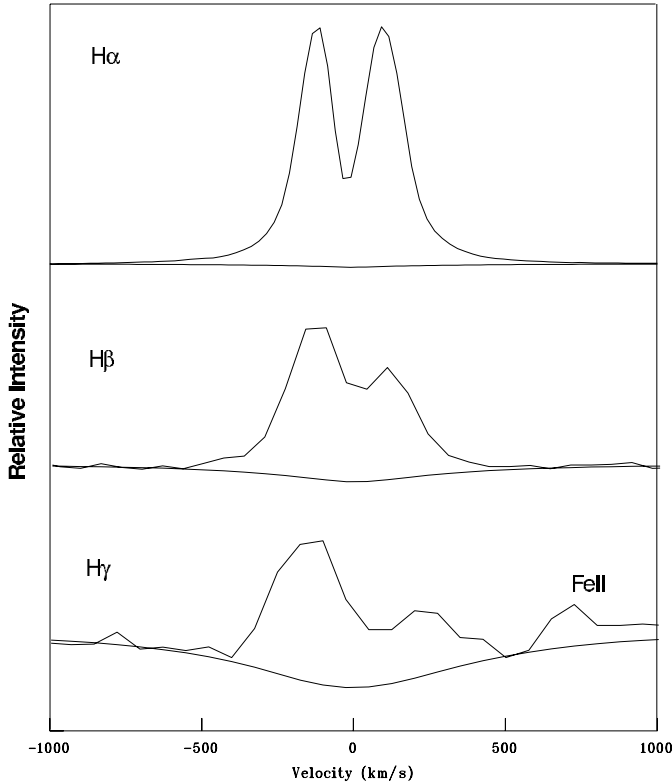 Hα
Hβ
Hγ
FeII
Relative Intensity
-1000 -500 0 500 1000
Velocity (km/s)